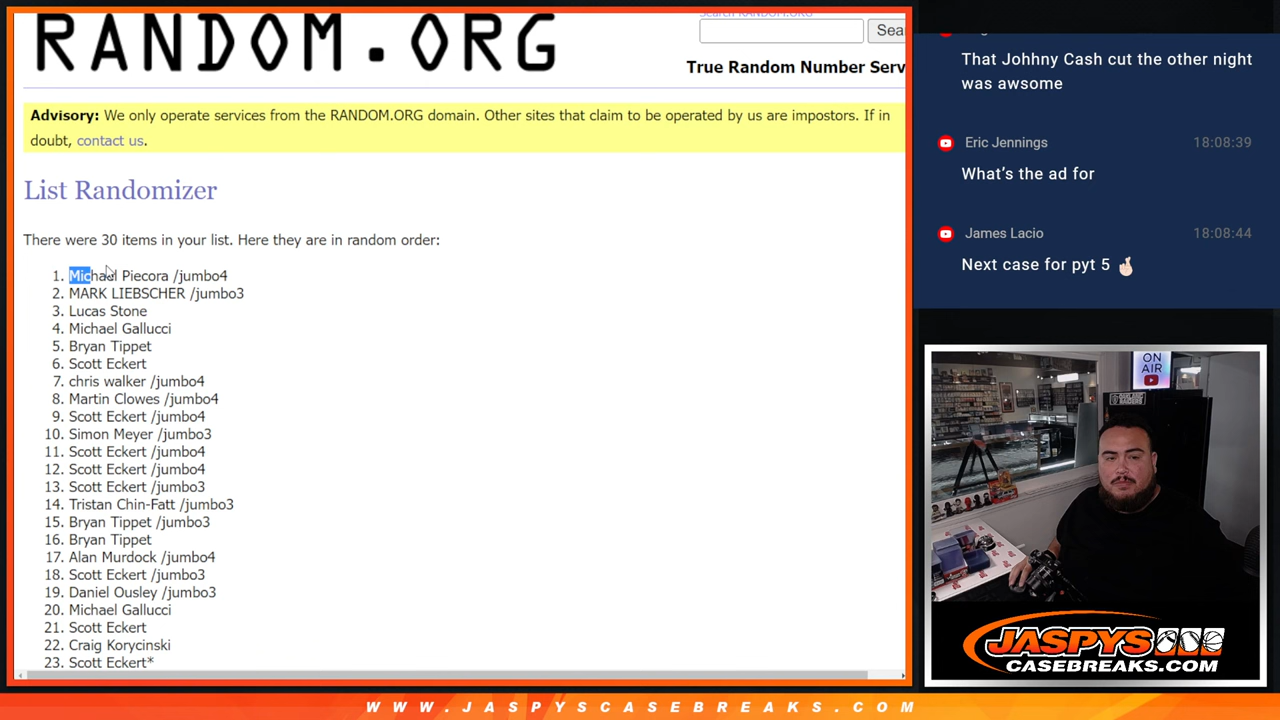 RANDOM.ORG
Search RANDOM.ORG
Sea
True Random Number Serv
Advisory: We only operate services from the RANDOM.ORG domain. Other sites that claim to be operated by us are impostors. If in
doubt, contact us.
List Randomizer
There were 30 items in your list. Here they are in random order:
1. Michael Piecora /jumbo4
2. MARK LIEBSCHER /jumbo3
3. Lucas Stone
4. Michael Gallucci
5. Bryan Tippet
6. Scott Eckert
7. chris walker /jumbo4
8. Martin Clowes /jumbo4
9. Scott Eckert /jumbo4
10. Simon Meyer /jumbo3
11. Scott Eckert /jumbo4
12. Scott Eckert /jumbo4
13. Scott Eckert /jumbo3
14. Tristan Chin-Fatt /jumbo3
15. Bryan Tippet /jumbo3
16. Bryan Tippet
17. Alan Murdock /jumbo4
18. Scott Eckert /jumbo3
19. Daniel Ousley /jumbo3
20. Michael Gallucci
21. Scott Eckert
22. Craig Korycinski
23. Scott Eckert*
That Johhny Cash cut the other night
was awsome
Eric Jennings 18:08:39
What's the ad for
James Lacio 18:08:44
Next case for pyt 5 🤞🏻
ON
AIR
JASPYS
CASEBREAKS.COM
WWW.JASPYSCASEBREAKS.COM